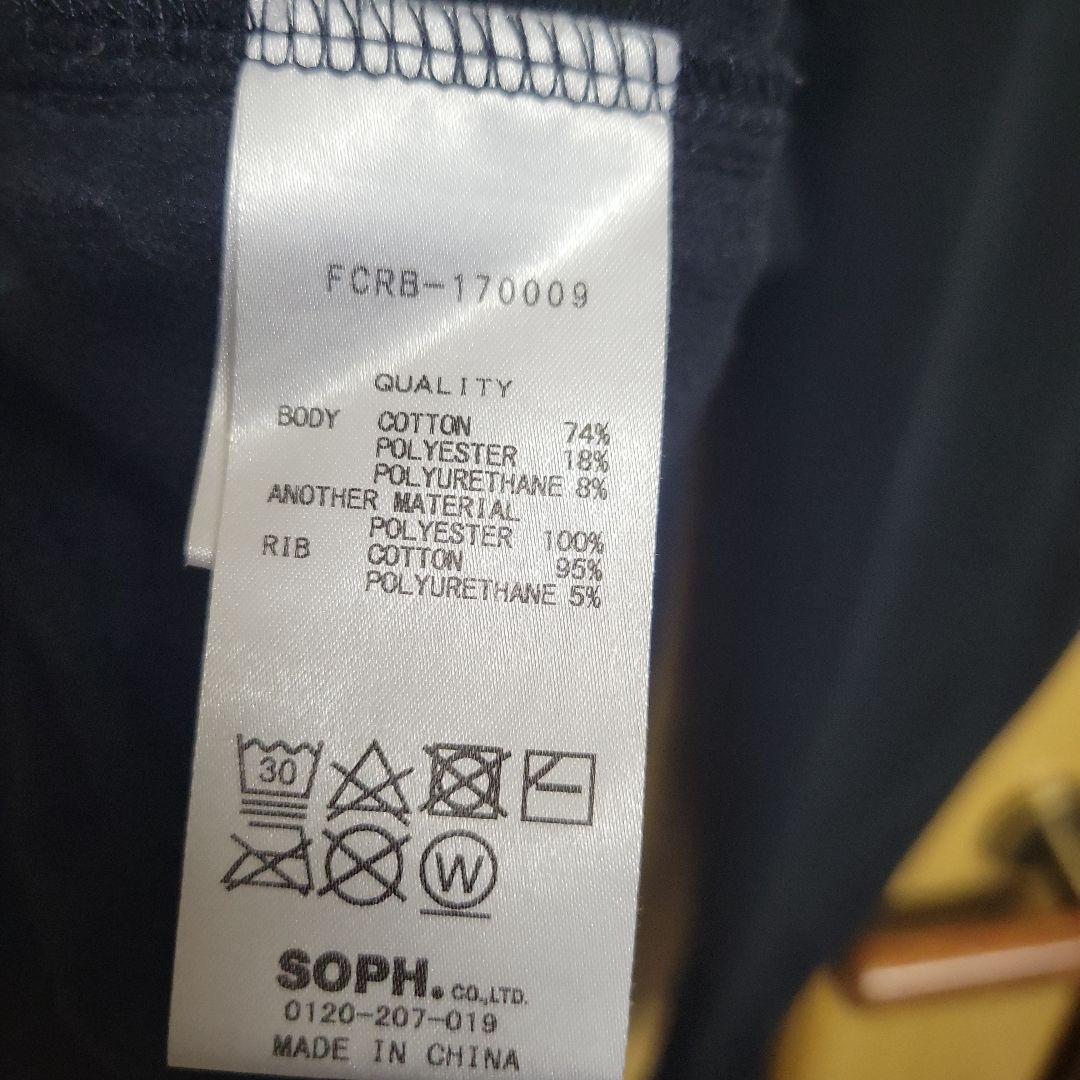 FCRB-170009
QUALITY
BODY COTTON 74%
POLYESTER 18%
POLYURETHANE 8%
ANOTHER MATERIAL
POLYESTER 100%
RIB COTTON 95%
POLYURETHANE 5%
30
W
SOPH. CO.,LTD.
0120-207-019
MADE IN CHINA